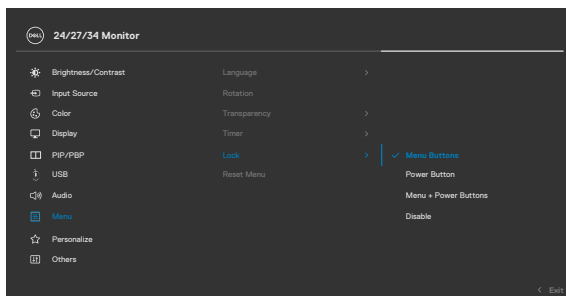 DELL 24/27/34 Monitor
Brightness/Contrast Language >
Input Source Rotation
Color Transparency >
Display Timer >
PIP/PBP Lock > ✓ Menu Buttons
USB Reset Menu Power Button
Audio Menu + Power Buttons
Menu Disable
Personalize
Others
< Exit